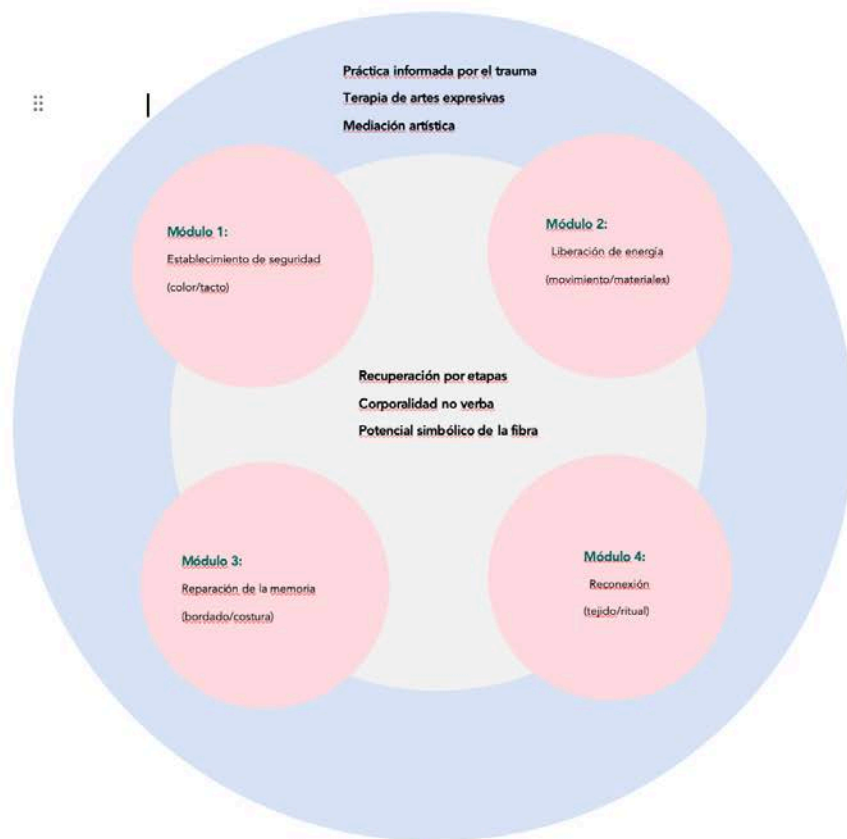 Práctica informada por el trauma
Terapia de artes expresivas
Mediación artística
Módulo 1:
Establecimiento de seguridad
(color/tacto)
Módulo 2:
Liberación de energía
(movimiento/materiales)
Recuperación por etapas
Corporalidad no verba
Potencial simbólico de la fibra
Módulo 3:
Reparación de la memoria
(bordado/costura)
Módulo 4:
Reconexión
(tejido/ritual)